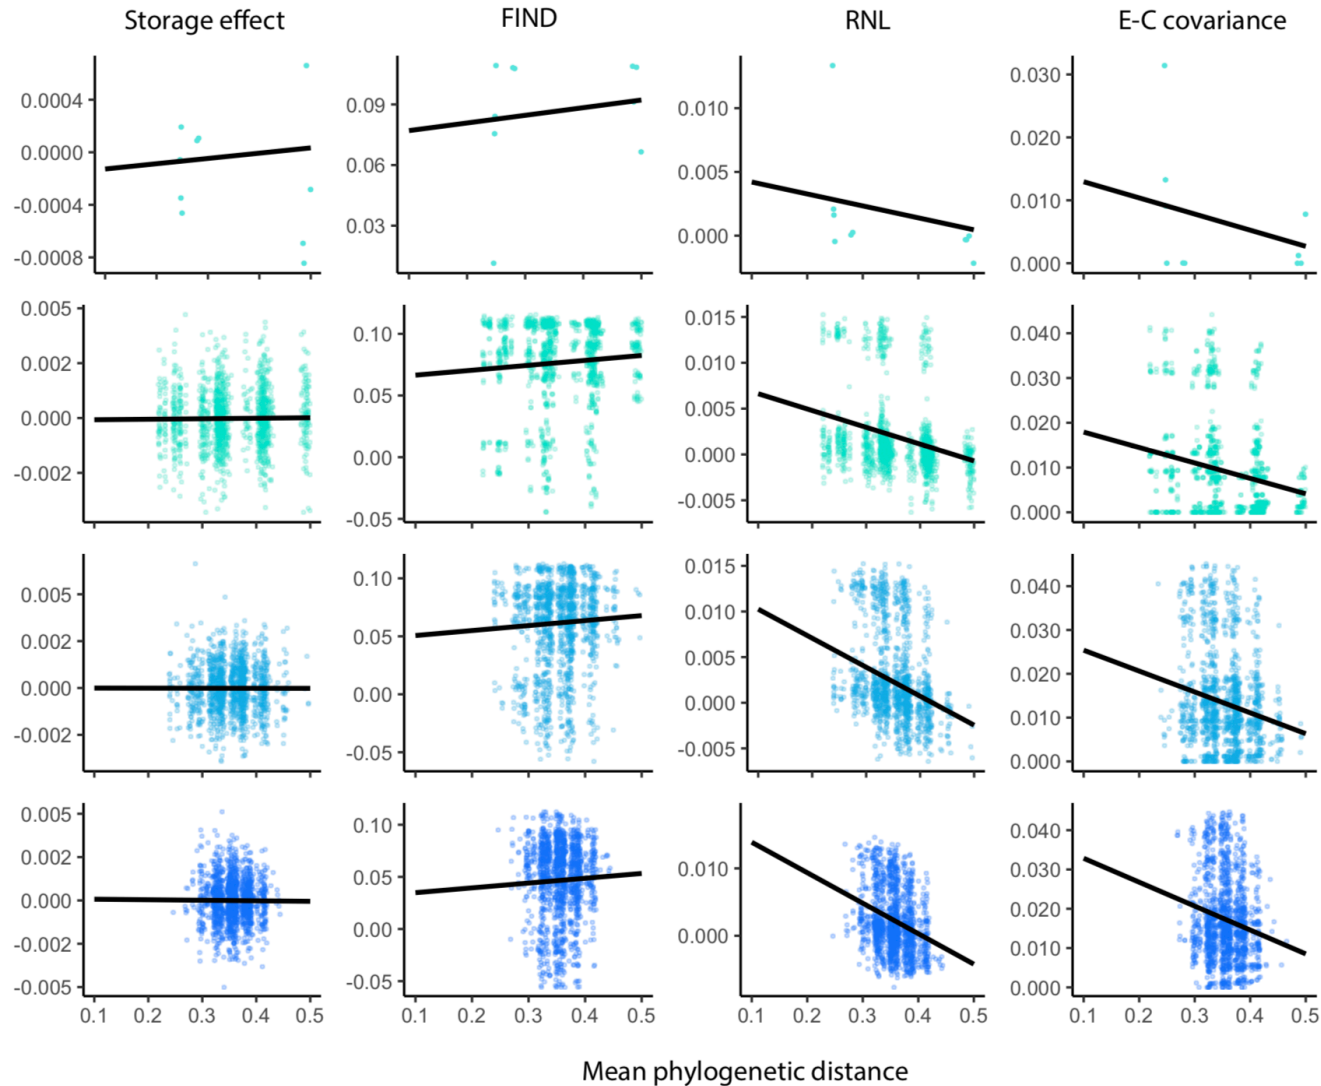 Storage effect FIND RNL E-C covariance
0.0004 0.09 0.010 0.030
0.0000 0.06 0.005 0.020
-0.0004 0.03 0.000 0.010
-0.0008 0.000
0.005 0.10 0.015 0.040
0.002 0.05 0.010 0.030
0.000 0.00 0.005 0.020
-0.002 -0.05 0.000 0.010
-0.005 0.000
0.005 0.10 0.015 0.040
0.002 0.05 0.010 0.030
0.000 0.00 0.005 0.020
-0.002 -0.05 0.000 0.010
-0.005 0.000
0.005 0.10 0.010 0.040
0.002 0.05 0.000 0.030
0.000 0.00 0.020
-0.002 -0.05 0.010
-0.005 0.000
0.1 0.2 0.3 0.4 0.5 0.1 0.2 0.3 0.4 0.5 0.1 0.2 0.3 0.4 0.5 0.1 0.2 0.3 0.4 0.5
Mean phylogenetic distance